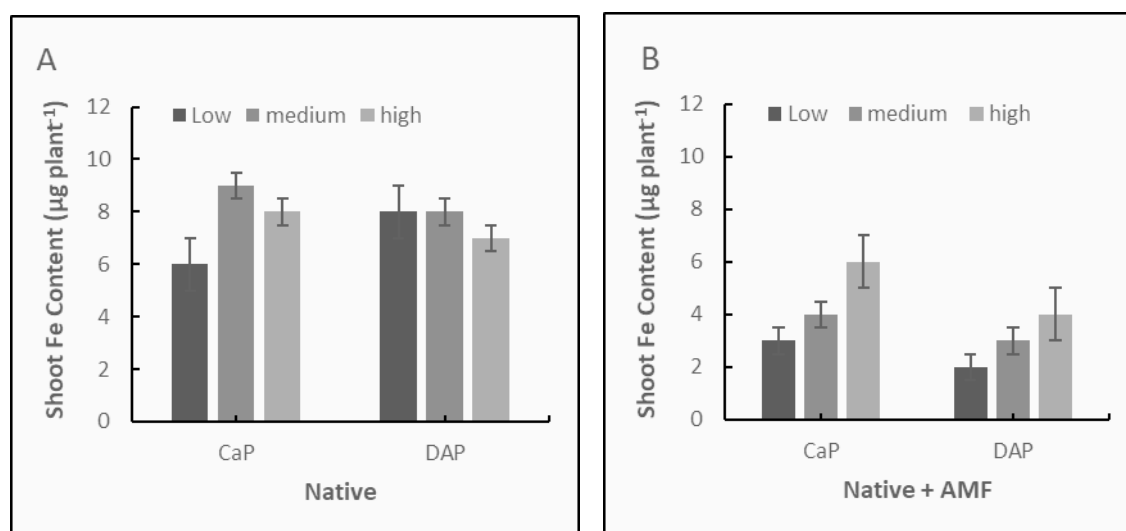 A
Low medium high
12
10
8
6
4
2
0
Shoot Fe Content (µg plant⁻¹)
CaP DAP
Native
B
Low medium high
12
10
8
6
4
2
0
Shoot Fe Content (µg plant⁻¹)
CaP DAP
Native + AMF